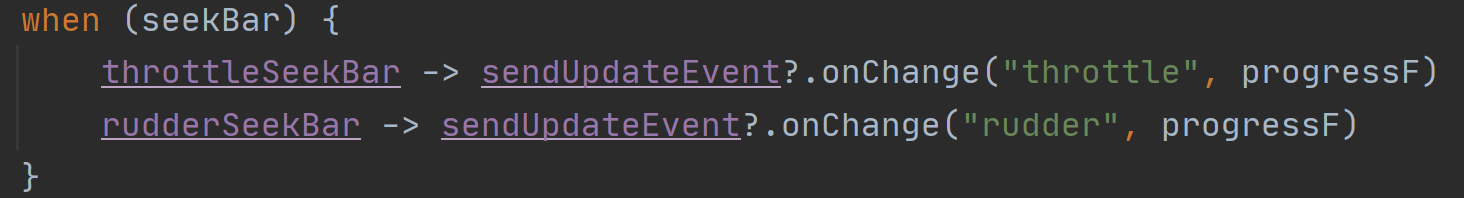 when (seekBar) {
throttleSeekBar -> sendUpdateEvent?.onChange("throttle", progressF)
rudderSeekBar -> sendUpdateEvent?.onChange("rudder", progressF)
}